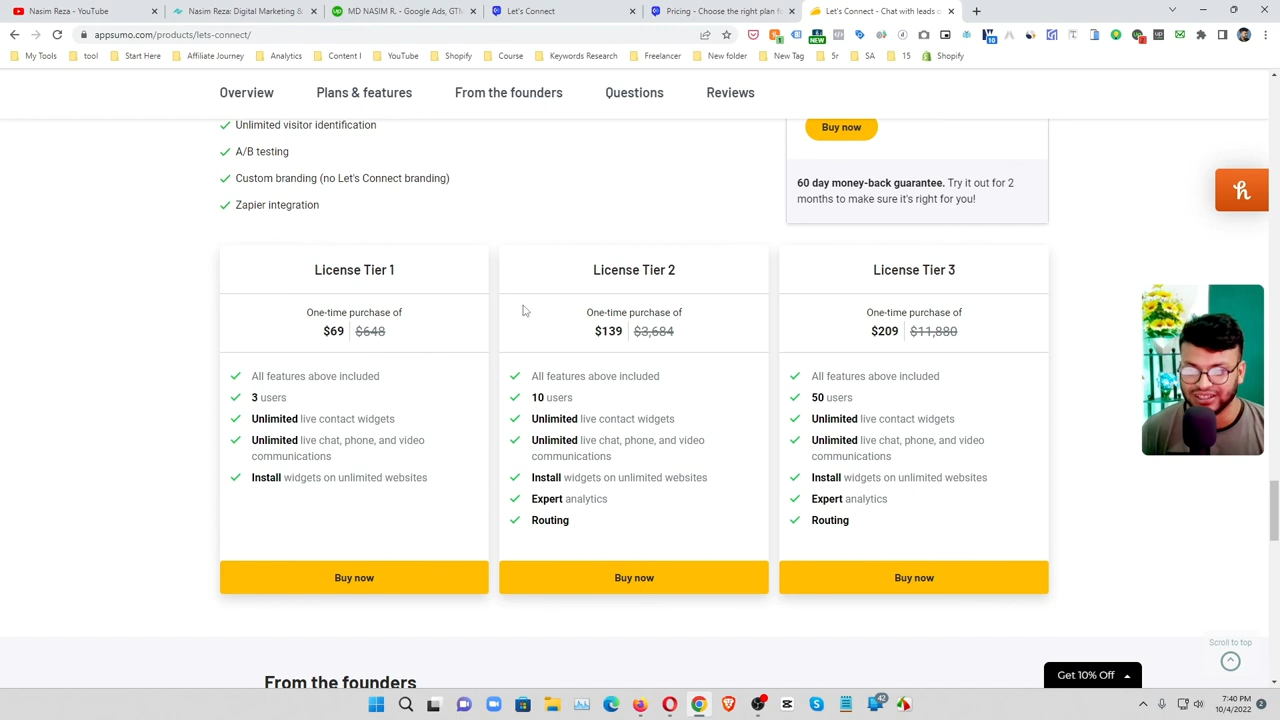 Nasim Reza - YouTube
Nasim Reza: Digital Marketing &
MD NASIM R. - Google Ads, GTM
Let's Connect
Pricing - Choose the right plan fo
Let's Connect - Chat with leads o
appsumo.com/products/lets-connect/
My Tools
tool
Start Here
Affiliate Journey
Analytics
Content I
YouTube
Shopify
Course
Keywords Research
Freelancer
New folder
New Tag
5r
SA
15
Shopify
Overview
Plans & features
From the founders
Questions
Reviews
Unlimited visitor identification
A/B testing
Custom branding (no Let's Connect branding)
Zapier integration
Buy now
60 day money-back guarantee. Try it out for 2
months to make sure it's right for you!
License Tier 1
One-time purchase of
$69 $648
All features above included
3 users
Unlimited live contact widgets
Unlimited live chat, phone, and video
communications
Install widgets on unlimited websites
Buy now
License Tier 2
One-time purchase of
$139 $3,684
All features above included
10 users
Unlimited live contact widgets
Unlimited live chat, phone, and video
communications
Install widgets on unlimited websites
Expert analytics
Routing
Buy now
License Tier 3
One-time purchase of
$209 $11,880
All features above included
50 users
Unlimited live contact widgets
Unlimited live chat, phone, and video
communications
Install widgets on unlimited websites
Expert analytics
Routing
Buy now
From the founders
Scroll to top
Get 10% Off
7:40 PM
10/4/2022